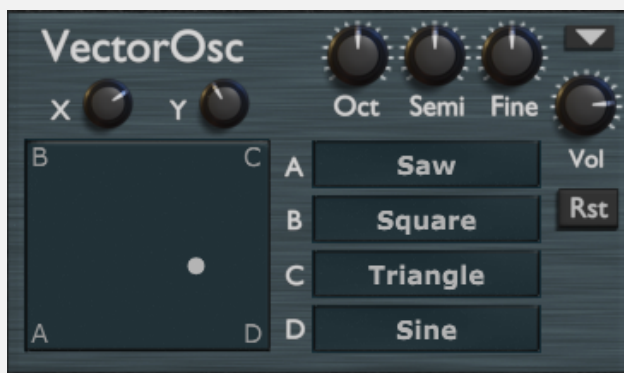 VectorOsc
X Y Oct Semi Fine
Vol
B C
A D
A Saw
B Square
C Triangle
D Sine
Rst